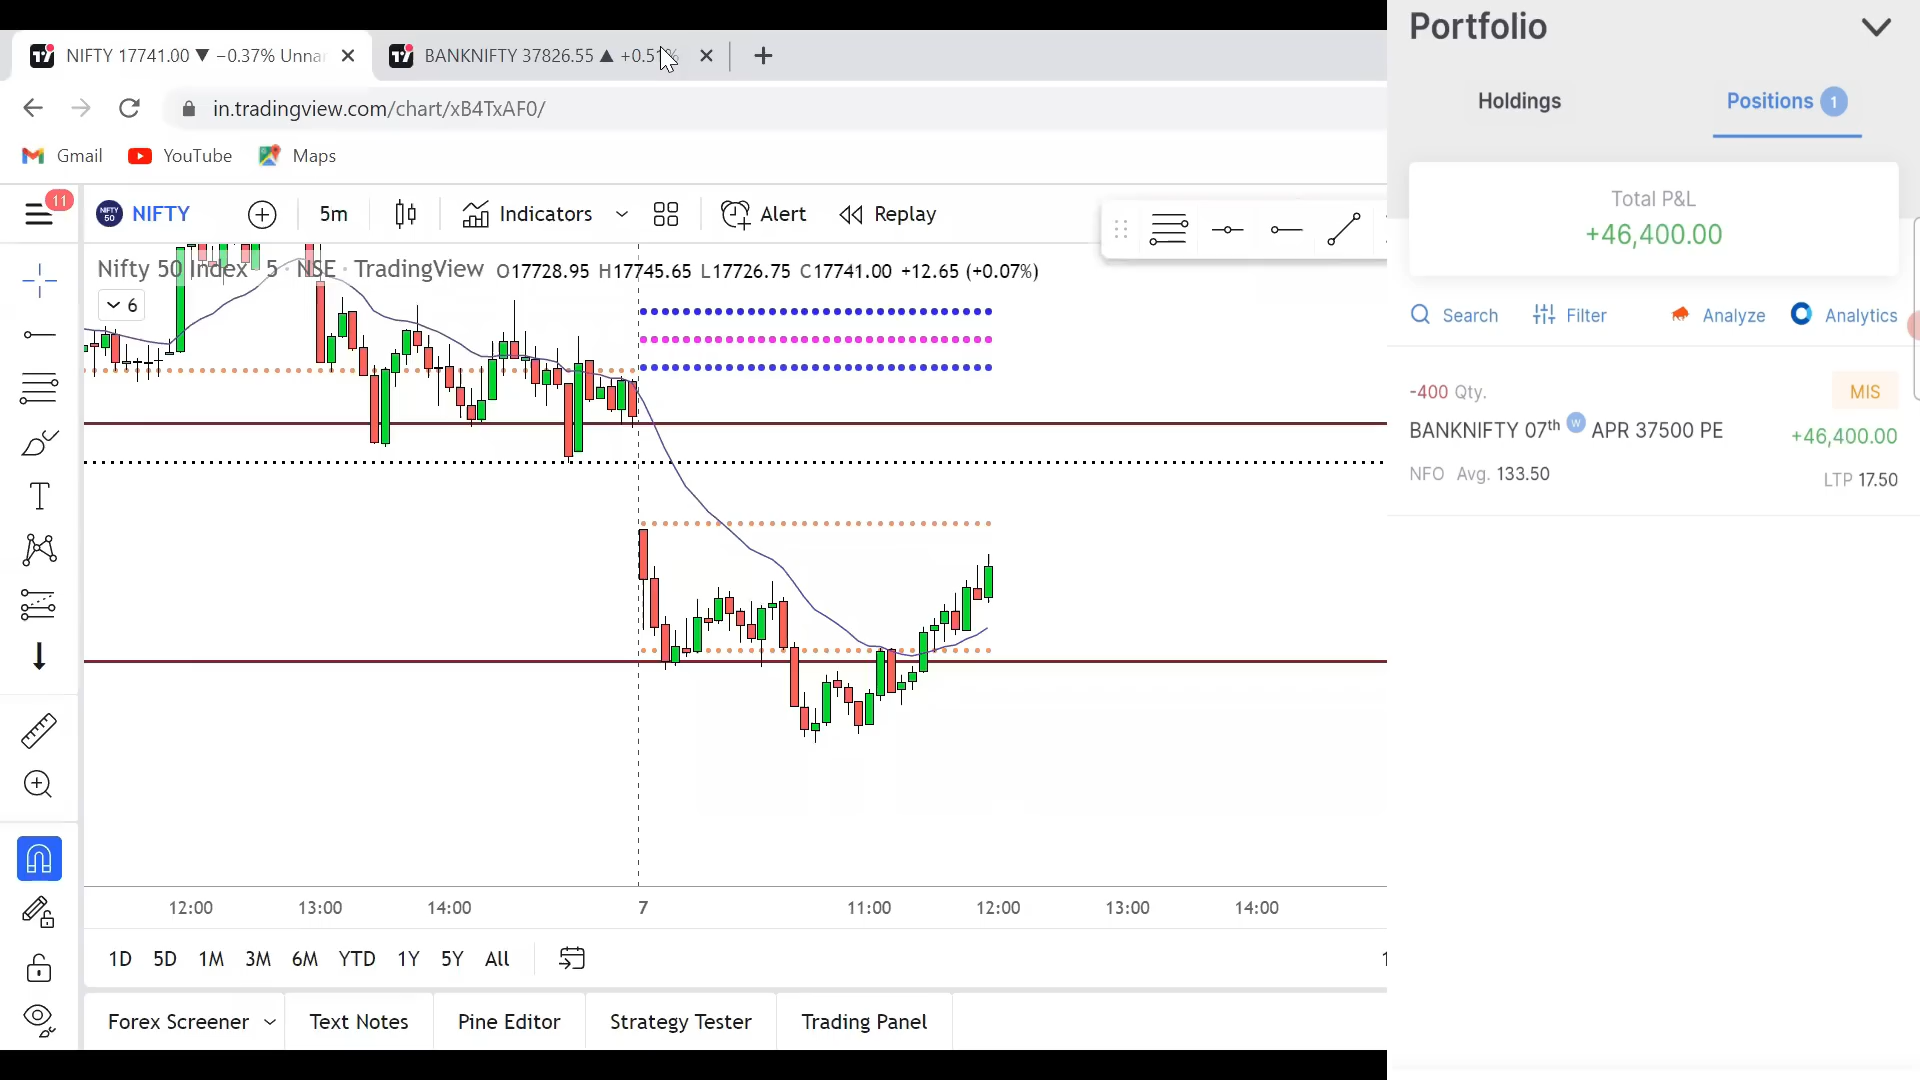 NIFTY 17741.00 ▼ −0.37% Unnar
BANKNIFTY 37826.55 ▲ +0.51%
in.tradingview.com/chart/xB4TxAF0/
Gmail YouTube Maps
11
NIFTY 5m Indicators Alert Replay
Nifty 50 Index · 5 · NSE · TradingView O17728.95 H17745.65 L17726.75 C17741.00 +12.65 (+0.07%)
6
12:00 13:00 14:00 7 11:00 12:00 13:00 14:00
1D 5D 1M 3M 6M YTD 1Y 5Y All
Forex Screener Text Notes Pine Editor Strategy Tester Trading Panel
Portfolio
Holdings Positions 1
Total P&L
+46,400.00
Search Filter Analyze Analytics
-400 Qty. MIS
BANKNIFTY 07th W APR 37500 PE +46,400.00
NFO Avg. 133.50 LTP 17.50